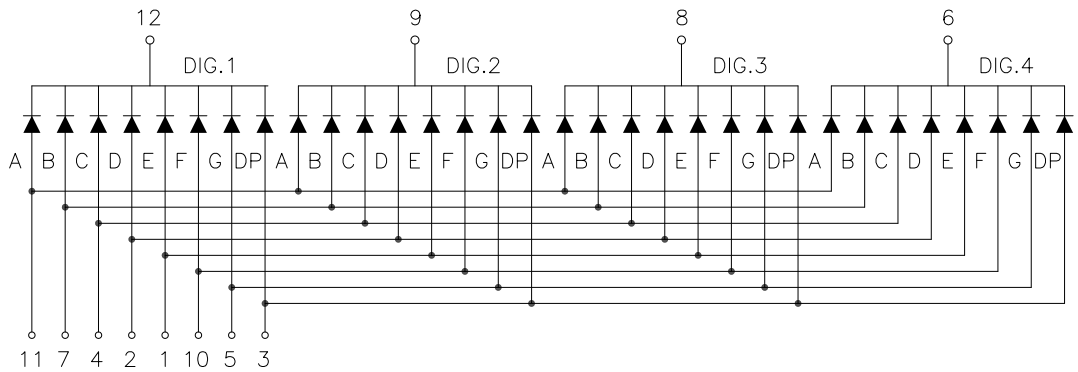 12 9 8 6
DIG.1 DIG.2 DIG.3 DIG.4
A B C D E F G DP A B C D E F G DP A B C D E F G DP A B C D E F G DP
11 7 4 2 1 10 5 3